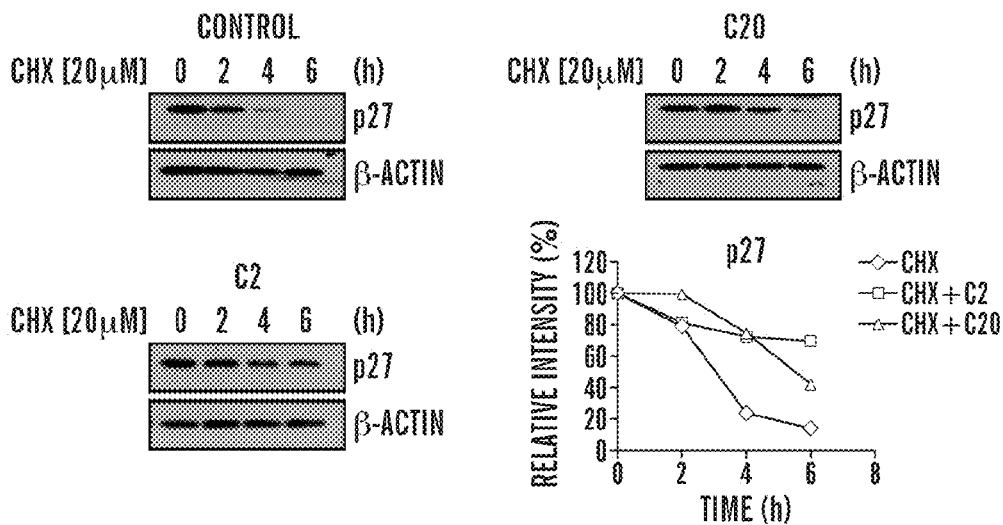 CONTROL
CHX [20µM] 0 2 4 6 (h)
p27
β-ACTIN
C20
CHX [20µM] 0 2 4 6 (h)
p27
β-ACTIN
C2
CHX [20µM] 0 2 4 6 (h)
p27
β-ACTIN
p27
RELATIVE INTENSITY (%)
120
100
80
60
40
20
0
0 2 4 6 8
TIME (h)
CHX
CHX+C2
CHX+C20